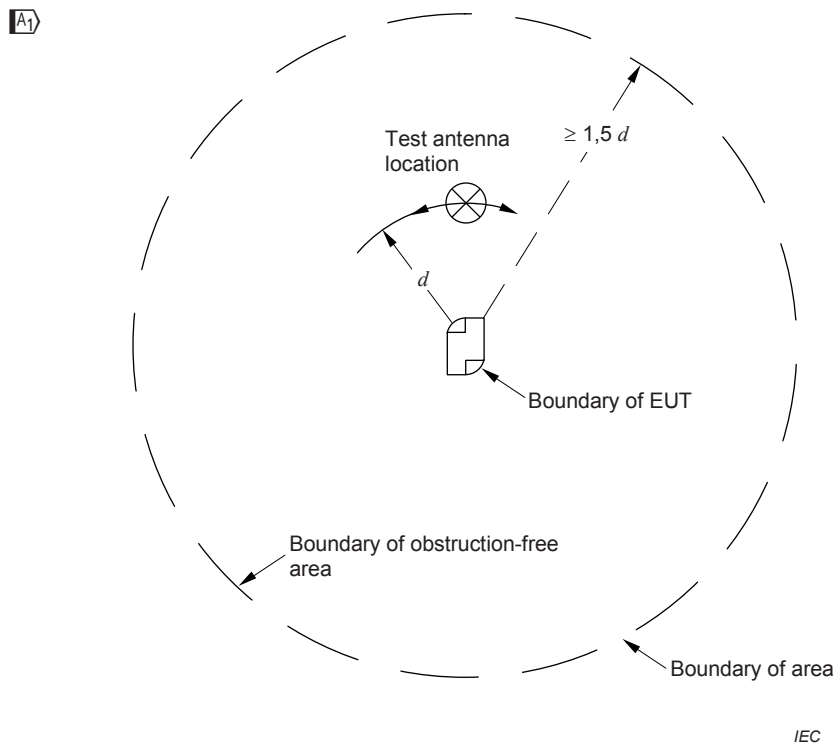 A1
Test antenna
location
≥ 1,5 d
d
Boundary of EUT
Boundary of obstruction-free
area
Boundary of area
IEC